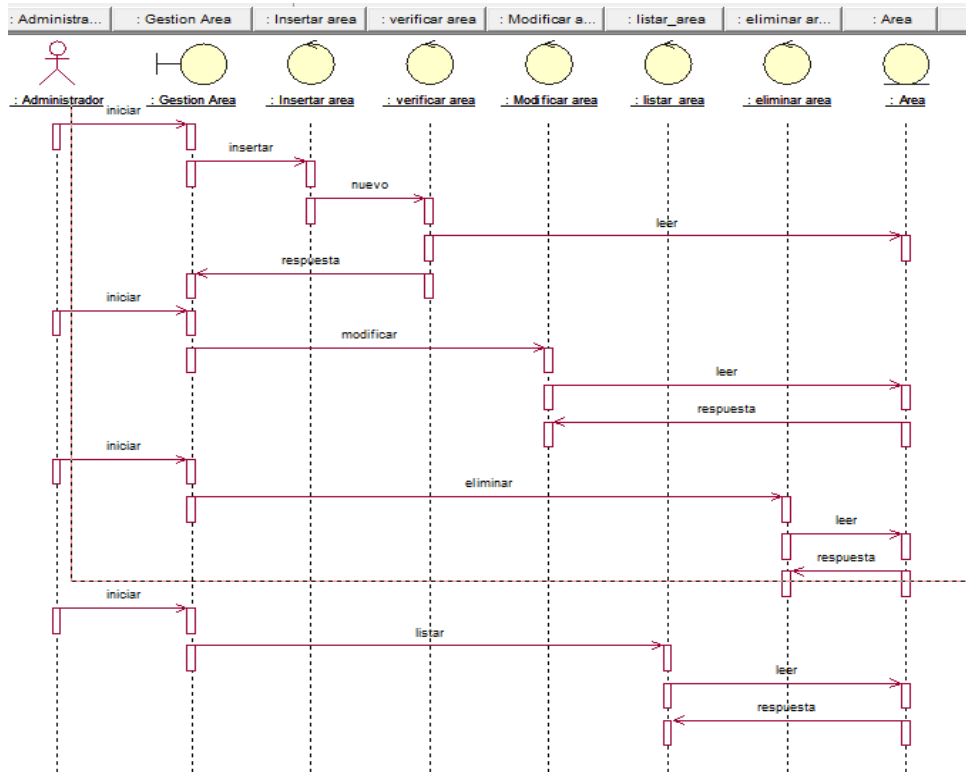 : Administra...
: Gestion Area
: Insertar area
: verificar area
: Modificar a...
: listar_area
: eliminar ar...
: Area
: Administrador
: Gestion Area
: Insertar area
: verificar area
: Modificar area
: listar_area
: eliminar area
: Area
iniciar
insertar
nuevo
leer
respuesta
iniciar
modificar
leer
respuesta
iniciar
eliminar
leer
respuesta
iniciar
listar
leer
respuesta